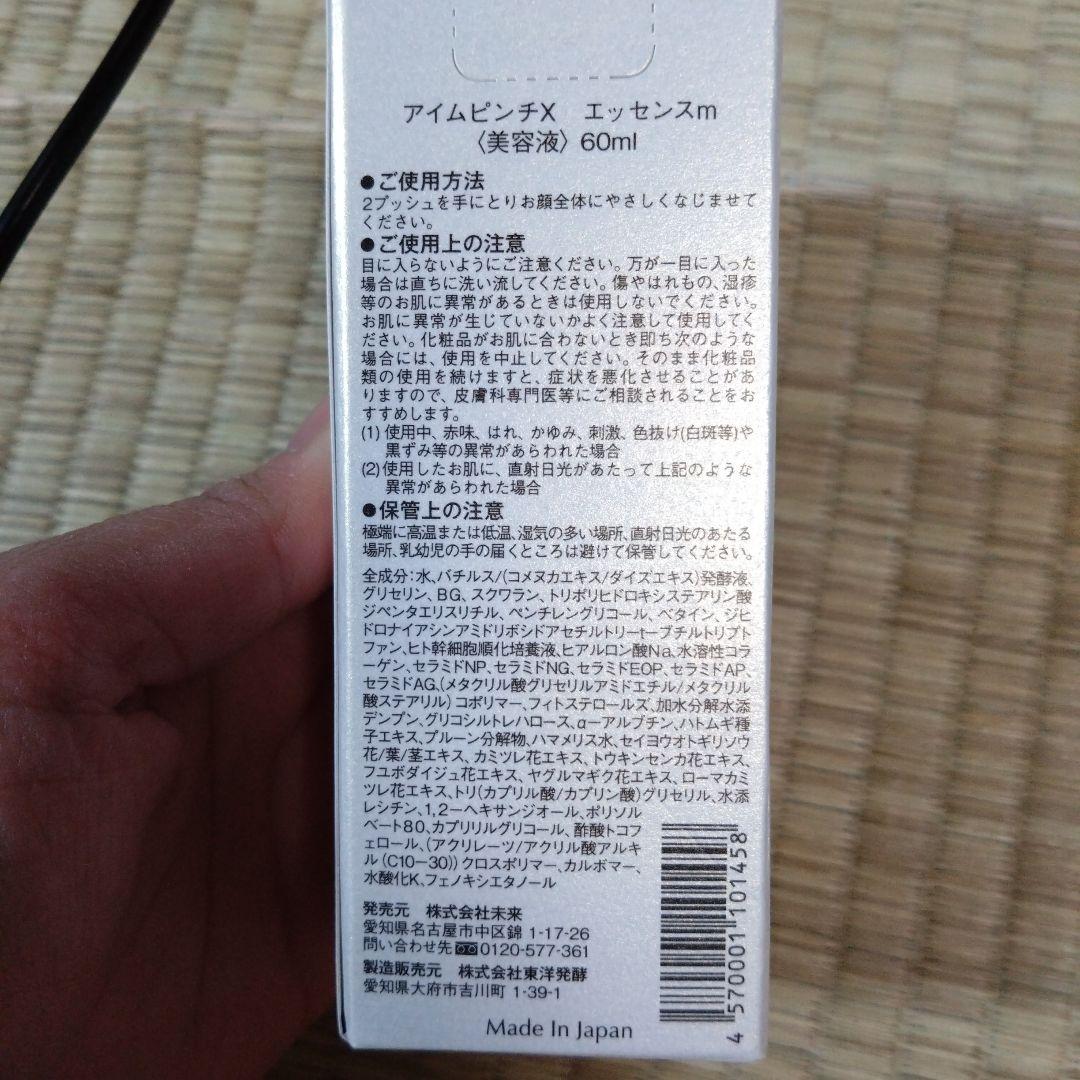 アイムピンチX　エッセンスm
〈美容液〉60ml
●ご使用方法
2プッシュを手にとりお顔全体にやさしくなじませて
ください。
●ご使用上の注意
目に入らないようにご注意ください。万が一目に入った
場合は直ちに洗い流してください。傷やはれもの、湿疹
等のお肌に異常があるときは使用しないでください。
お肌に異常が生じていないかよく注意して使用してく
ださい。化粧品がお肌に合わないとき即ち次のような
場合には、使用を中止してください。そのまま化粧品
類の使用を続けますと、症状を悪化させることがあ
りますので、皮膚科専門医等にご相談されることをお
すすめします。
(1) 使用中、赤味、はれ、かゆみ、刺激、色抜け(白斑等)や
黒ずみ等の異常があらわれた場合
(2)使用したお肌に、直射日光があたって上記のような
異常があらわれた場合
●保管上の注意
極端に高温または低温、湿気の多い場所、直射日光のあたる
場所、乳幼児の手の届くところは避けて保管してください。
全成分:水、バチルス/(コメヌカエキス/ダイズエキス)発酵液、
グリセリン、BG、スクワラン、トリポリヒドロキシステアリン酸
ジペンタエリスリチル、ペンチレングリコール、ベタイン、ジヒ
ドロナイアシンアミドリボシドアセチルトリーt－ブチルトリプト
ファン、ヒト幹細胞順化培養液、ヒアルロン酸Na、水溶性コラ
ーゲン、セラミドNP、セラミドNG、セラミドEOP、セラミドAP、
セラミドAG、(メタクリル酸グリセリルアミドエチル/メタクリル
酸ステアリル) コポリマー、フィトステロールズ、加水分解水添
デンプン、グリコシルトレハロース、α－アルブチン、ハトムギ種
子エキス、プルーン分解物、ハマメリス水、セイヨウオトギリソウ
花/葉/茎エキス、カミツレ花エキス、トウキンセンカ花エキス、
フユボダイジュ花エキス、ヤグルマギク花エキス、ローマカミ
ツレ花エキス、トリ(カプリル酸/カプリン酸)グリセリル、水添
レシチン、1,2－ヘキサンジオール、ポリソル
ベート80、カプリリルグリコール、酢酸トコフ
ェロール、(アクリレーツ/アクリル酸アルキ
ル (C10－30)) クロスポリマー、カルボマー、
水酸化K、フェノキシエタノール
発売元　株式会社未来
愛知県名古屋市中区錦 1-17-26
問い合わせ先 0120-577-361
製造販売元　株式会社東洋発酵
愛知県大府市吉川町 1-39-1
Made In Japan
4 570001 101458